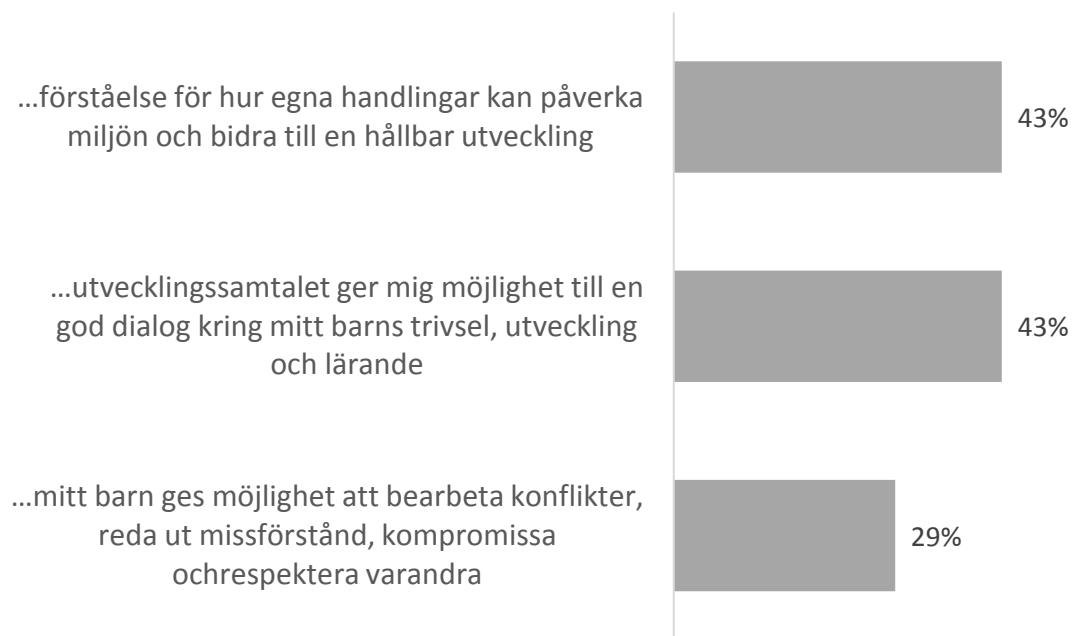 ...förståelse för hur egna handlingar kan påverka
miljön och bidra till en hållbar utveckling
43%
...utvecklingssamtalet ger mig möjlighet till en
god dialog kring mitt barns trivsel, utveckling
och lärande
43%
...mitt barn ges möjlighet att bearbeta konflikter,
reda ut missförstånd, kompromissa
ochrespektera varandra
29%